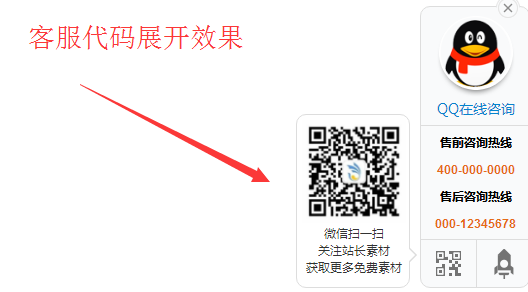 客服代码展开效果
QQ在线咨询
售前咨询热线
400-000-0000
售后咨询热线
000-12345678
微信扫一扫
关注站长素材
获取更多免费素材